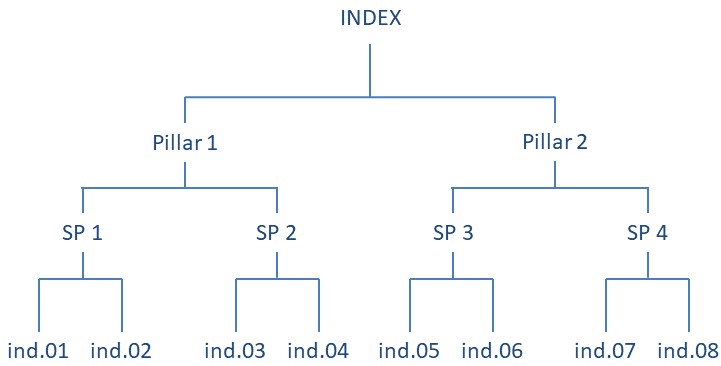 INDEX
Pillar 1
Pillar 2
SP 1
SP 2
SP 3
SP 4
ind.01
ind.02
ind.03
ind.04
ind.05
ind.06
ind.07
ind.08